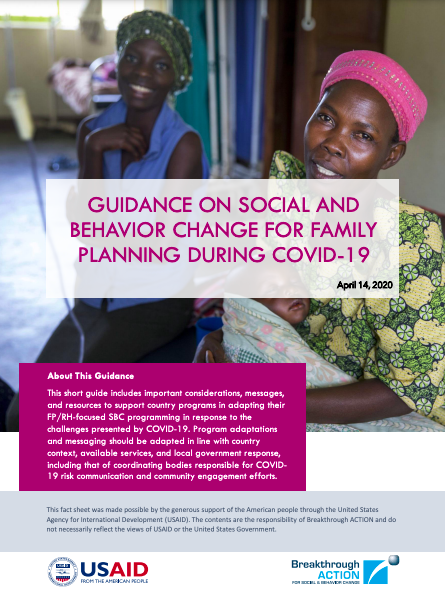 GUIDANCE ON SOCIAL AND
BEHAVIOR CHANGE FOR FAMILY
PLANNING DURING COVID-19
April 14, 2020
About This Guidance
This short guide includes important considerations, messages,
and resources to support country programs in adapting their
FP/RH-focused SBC programming in response to the
challenges presented by COVID-19. Program adaptations
and messaging should be adapted in line with country
context, available services, and local government response,
including that of coordinating bodies responsible for COVID-
19 risk communication and community engagement efforts.
This fact sheet was made possible by the generous support of the American people through the United States
Agency for International Development (USAID). The contents are the responsibility of Breakthrough ACTION and do
not necessarily reflect the views of USAID or the United States Government.
USAID
FROM THE AMERICAN PEOPLE
Breakthrough
ACTION
FOR SOCIAL & BEHAVIOR CHANGE